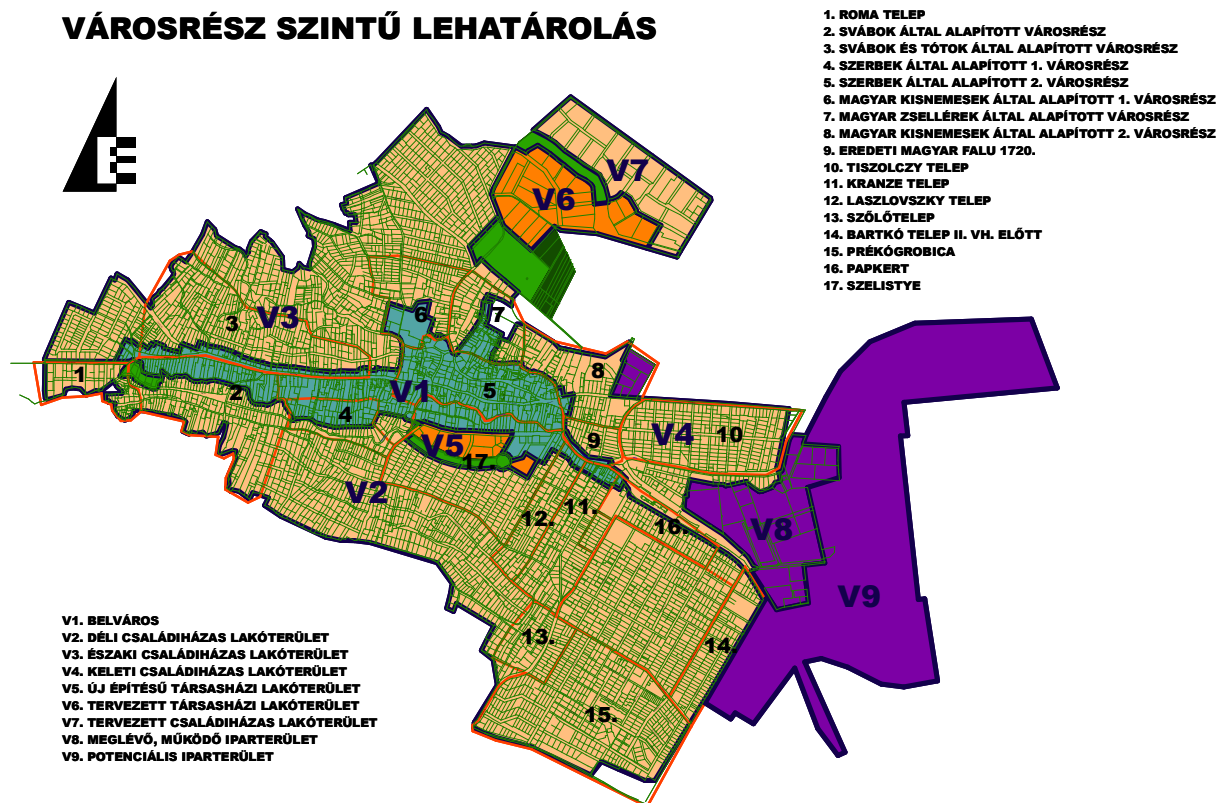 VÁROSRÉSZ SZINTŰ LEHATÁROLÁS
1. ROMA TELEP
2. SVÁBOK ÁLTAL ALAPÍTOTT VÁROSRÉSZ
3. SVÁBOK ÉS TÓTOK ÁLTAL ALAPÍTOTT VÁROSRÉSZ
4. SZERBEK ÁLTAL ALAPÍTOTT 1. VÁROSRÉSZ
5. SZERBEK ÁLTAL ALAPÍTOTT 2. VÁROSRÉSZ
6. MAGYAR KISNEMESEK ÁLTAL ALAPÍTOTT 1. VÁROSRÉSZ
7. MAGYAR ZSELLÉREK ÁLTAL ALAPÍTOTT VÁROSRÉSZ
8. MAGYAR KISNEMESEK ÁLTAL ALAPÍTOTT 2. VÁROSRÉSZ
9. EREDETI MAGYAR FALU 1720.
10. TISZOLCZY TELEP
11. KRANZE TELEP
12. LASZLOVSZKY TELEP
13. SZŐLŐTELEP
14. BARTKÓ TELEP II. VH. ELŐTT
15. PRÉKÓGROBICA
16. PAPKERT
17. SZELISTYE
V7
V6
V3
3
6
7
1
2
8
V1
5
4
V5
17.
9
V4
10
V2
12.
11.
16.
V8
V9
13.
14.
15.
V1. BELVÁROS
V2. DÉLI CSALÁDIHÁZAS LAKÓTERÜLET
V3. ÉSZAKI CSALÁDIHÁZAS LAKÓTERÜLET
V4. KELETI CSALÁDIHÁZAS LAKÓTERÜLET
V5. ÚJ ÉPÍTÉSŰ TÁRSASHÁZI LAKÓTERÜLET
V6. TERVEZETT TÁRSASHÁZI LAKÓTERÜLET
V7. TERVEZETT CSALÁDIHÁZAS LAKÓTERÜLET
V8. MEGLÉVŐ, MŰKÖDŐ IPARTERÜLET
V9. POTENCIÁLIS IPARTERÜLET